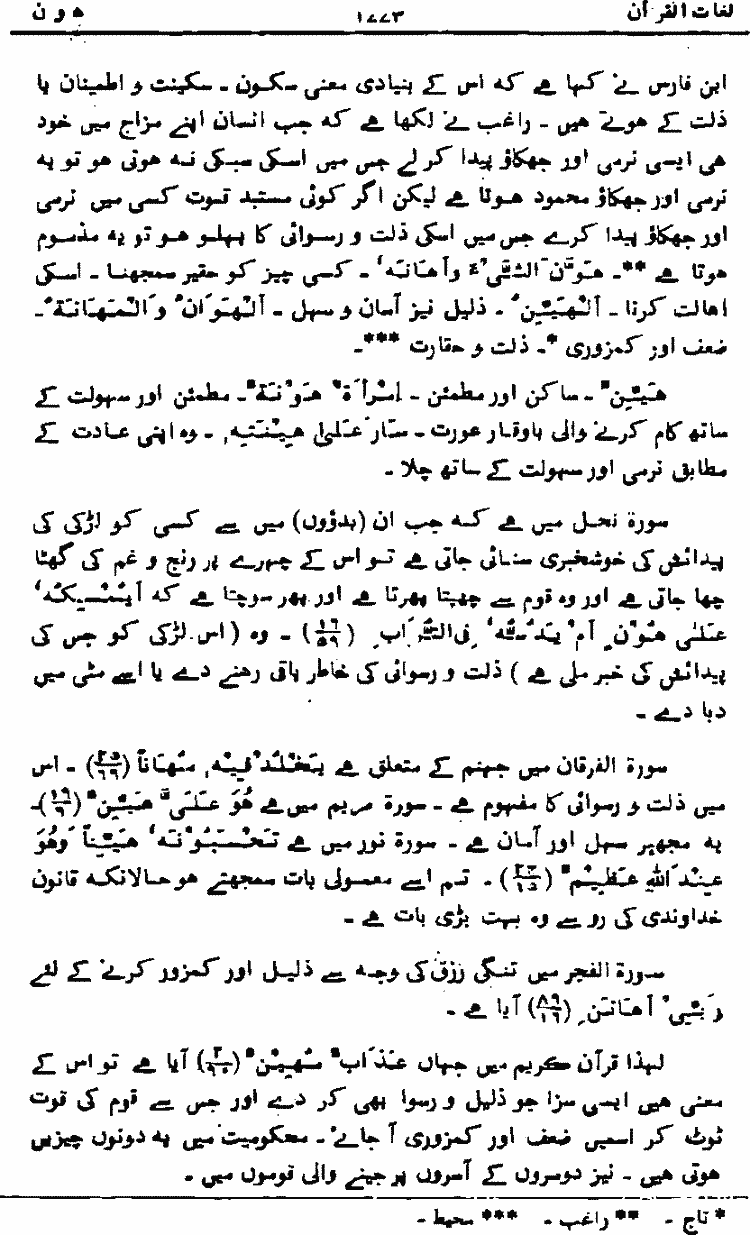 لغات القرآن ۱۷۷۳ ھ و ن
ابن فارس نے کہا ہے کہ اس کے بنیادی معنی سکون ۔ سکینت و اطمینان یا
ذلت کے ہوتے ہیں ۔ راغب نے لکھا ہے کہ جب انسان اپنے مزاج میں خود
ھی ایسی نرمی اور جھکاؤ پیدا کر لے جس میں اسکی سبکی نہ ہوتی ہو تو یہ
نرمی اور جھکاؤ محمود ہوتا ہے لیکن اگر کوئی مستبد قوت کسی میں نرمی
اور جھکاؤ پیدا کرے جس میں اسکی ذلت و رسوائی کا پہلو ہو تو یہ مذموم
ہوتا ہے **۔ ھَوَّنَ الشَّیْءَ وَأھَانَہٗ ۔ کسی چیز کو حقیر سمجھنا ۔ اسکی
اھانت کرنا ۔ اَلْھَیِّنُ ۔ ذلیل نیز آسان و سہل ۔ اَلْھَوَانُ وَالْمَھَانَۃُ ۔
ضعف اور کمزوری *۔ ذلت و حقارت ***۔
ھَیِّنٌ ۔ ساکن اور مطمئن ۔ اِمْرَأَۃٌ ھَوْنَۃٌ ۔ مطمئن اور سہولت کے
ساتھ کام کرنے والی باوقار عورت ۔ سَارَ عَلیٰ ھِیْنَتِہٖ ۔ وہ اپنی عادت کے
مطابق نرمی اور سہولت کے ساتھ چلا ۔
سورۃ نحل میں ہے کہ جب ان (بدؤوں) میں سے کسی کو لڑکی کی
پیدائش کی خوشخبری سنائی جاتی ہے تو اس کے چہرے پر رنج و غم کی گھٹا
چھا جاتی ہے اور وہ قوم سے چھپتا پھرتا ہے اور پھر سوچتا ہے کہ اَیُمْسِکُہٗ
عَلٰی ھُوْنٍ اَمْ یَدُسُّہٗ فِی التُّرَابِ (۱۶/۵۹) ۔ وہ (اس لڑکی کو جس کی
پیدائش کی خبر ملی ہے) ذلت و رسوائی کی خاطر باقی رھنے دے یا اسے مٹی میں
دبا دے ۔
سورۃ الفرقان میں جہنم کے متعلق ہے یَخْلُدْ فِیْہٖ مُھَاناً (۲۵/۶۹) ۔ اس
میں ذلت و رسوائی کا مفہوم ہے ۔ سورۃ مریم میں ہے ھُوَ عَلَیَّ ھَیِّنٌ (۱۹/۹)۔
یہ مجھپر سہل اور آسان ہے ۔ سورۃ نور میں ہے تَحْسَبُوْنَہٗ ھَیِّناً وَھُوَ
عِنْدَ اللّٰہِ عَظِیْمٌ (۲۴/۱۵) ۔ تم اسے معمولی بات سمجھتے ہو حالانکہ قانون
خداوندی کی رو سے وہ بہت بڑی بات ہے ۔
سورۃ الفجر میں تنگی رزق کی وجہ سے ذلیل اور کمزور کرنے کے لئے
رَبِّیْ اَھَانَنِ (۸۹/۱۶) آیا ہے ۔
لہذا قرآن کریم میں جہاں عَذَابٌ مُھِیْنٌ آیا ہے تو اس کے
معنی ہیں ایسی سزا جو ذلیل و رسوا بھی کر دے اور جس سے قوم کی قوت
ٹوٹ کر اسمیں ضعف اور کمزوری آ جائے ۔ محکومیت میں یہ دونوں چیزیں
ہوتی ہیں ۔ نیز دوسروں کے آسروں پر جینے والی قوموں میں ۔
* تاج ۔ ** راغب ۔ *** محیط ۔